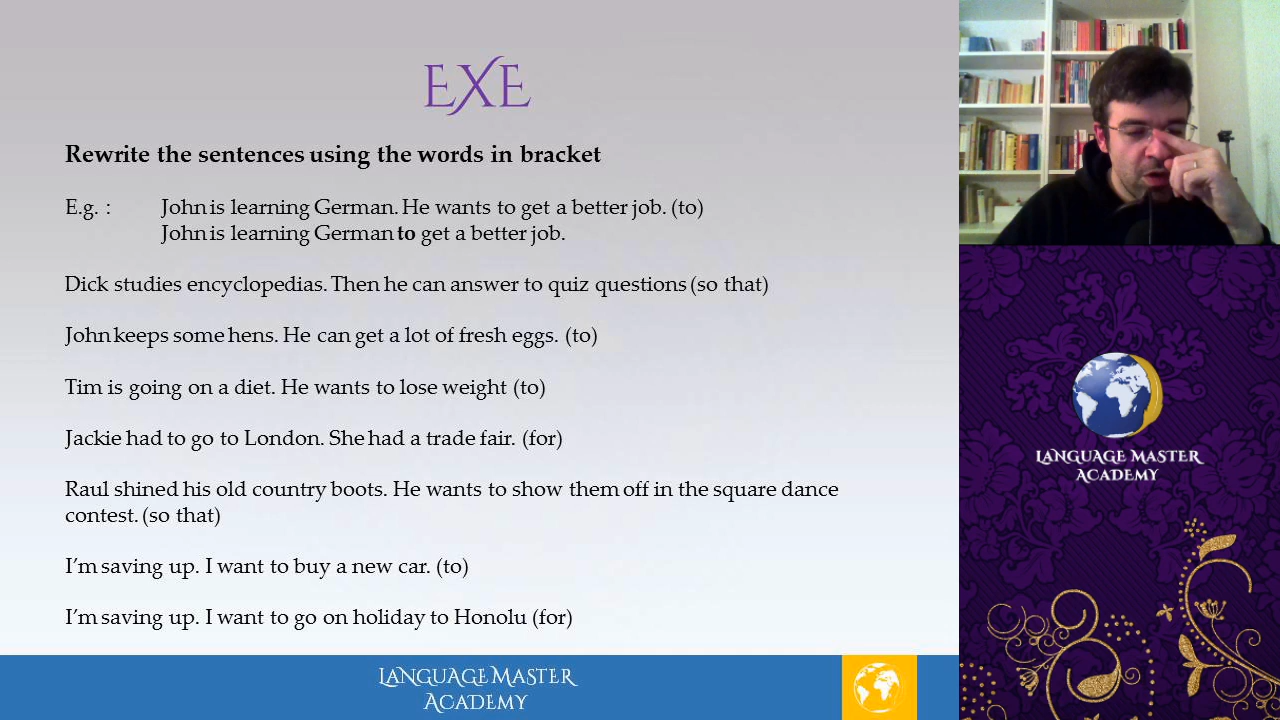 EXE
Rewrite the sentences using the words in bracket
E.g. : John is learning German. He wants to get a better job. (to)
John is learning German to get a better job.
Dick studies encyclopedias. Then he can answer to quiz questions (so that)
John keeps some hens. He can get a lot of fresh eggs. (to)
Tim is going on a diet. He wants to lose weight (to)
Jackie had to go to London. She had a trade fair. (for)
Raul shined his old country boots. He wants to show them off in the square dance
contest. (so that)
I'm saving up. I want to buy a new car. (to)
I'm saving up. I want to go on holiday to Honolu (for)
LANGUAGE MASTER
ACADEMY
LANGUAGE MASTER
ACADEMY